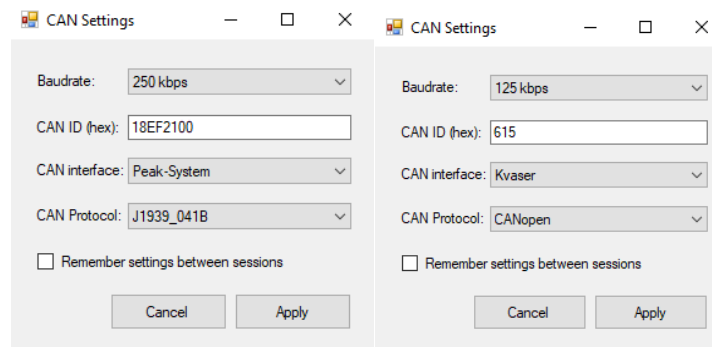 CAN Settings
Baudrate: 250 kbps
CAN ID (hex): 18EF2100
CAN interface: Peak-System
CAN Protocol: J1939_041B
Remember settings between sessions
Cancel Apply
CAN Settings
Baudrate: 125 kbps
CAN ID (hex): 615
CAN interface: Kvaser
CAN Protocol: CANopen
Remember settings between sessions
Cancel Apply